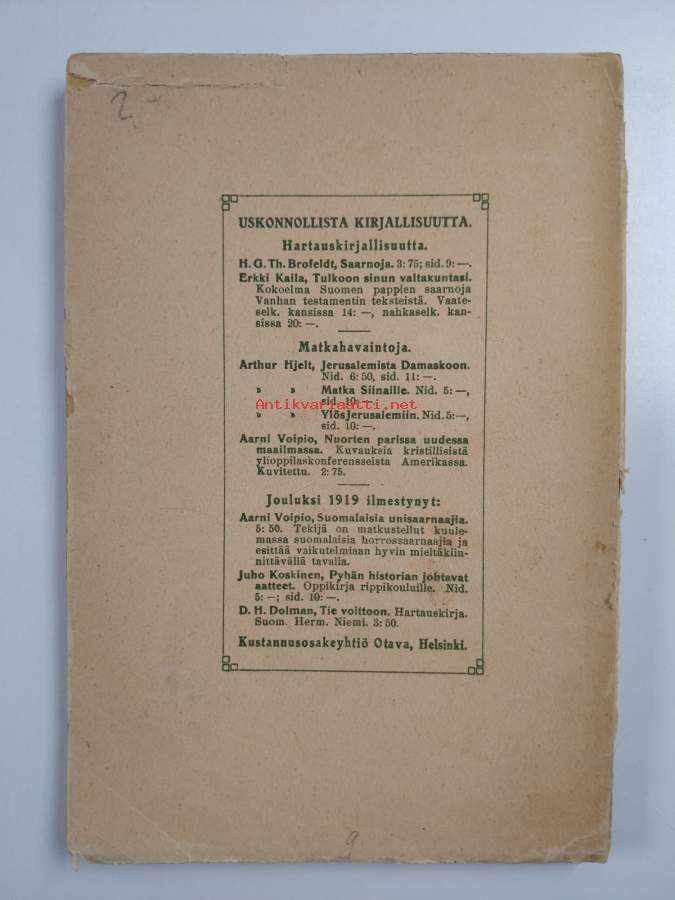 2-
USKONNOLLISTA KIRJALLISUUTTA.
Hartauskirjallisuutta.
H. G. Th. Brofeldt, Saarnoja. 3: 75; sid. 9: —.
Erkki Kaila, Tulkoon sinun valtakuntasi.
Kokoelma Suomen pappien saarnoja
Vanhan testamentin teksteistä. Vaate-
selk. kansissa 14: —, nahkaselk. kan-
sissa 20: —.
Matkahavaintoja.
Arthur Hjelt, Jerusalemista Damaskoon.
Nid. 6: 50, sid. 11: —.
» » Matka Siinaille. Nid. 5: —,
sid. 10: —.
Antikvariaatti.net
» » Ylös Jerusalemiin. Nid. 5: —,
sid. 10: —.
Aarni Voipio, Nuorten parissa uudessa
maailmassa. Kuvauksia kristillisistä
ylioppilaskonferensseista Amerikassa.
Kuvitettu. 2: 75.
Jouluksi 1919 ilmestynyt:
Aarni Voipio, Suomalaisia unisaarnaajia.
5: 50. Tekijä on matkustellut kuule-
massa suomalaisia horrossaarnaajia ja
esittää vaikutelmiaan hyvin mieltäkiin-
nittävällä tavalla.
Juho Koskinen, Pyhän historian johtavat
aatteet. Oppikirja rippikouluille. Nid.
5: —; sid. 10: —.
D. H. Dolman, Tie voittoon. Hartauskirja.
Suom. Herm. Niemi. 3: 50.
Kustannusosakeyhtiö Otava, Helsinki.
9